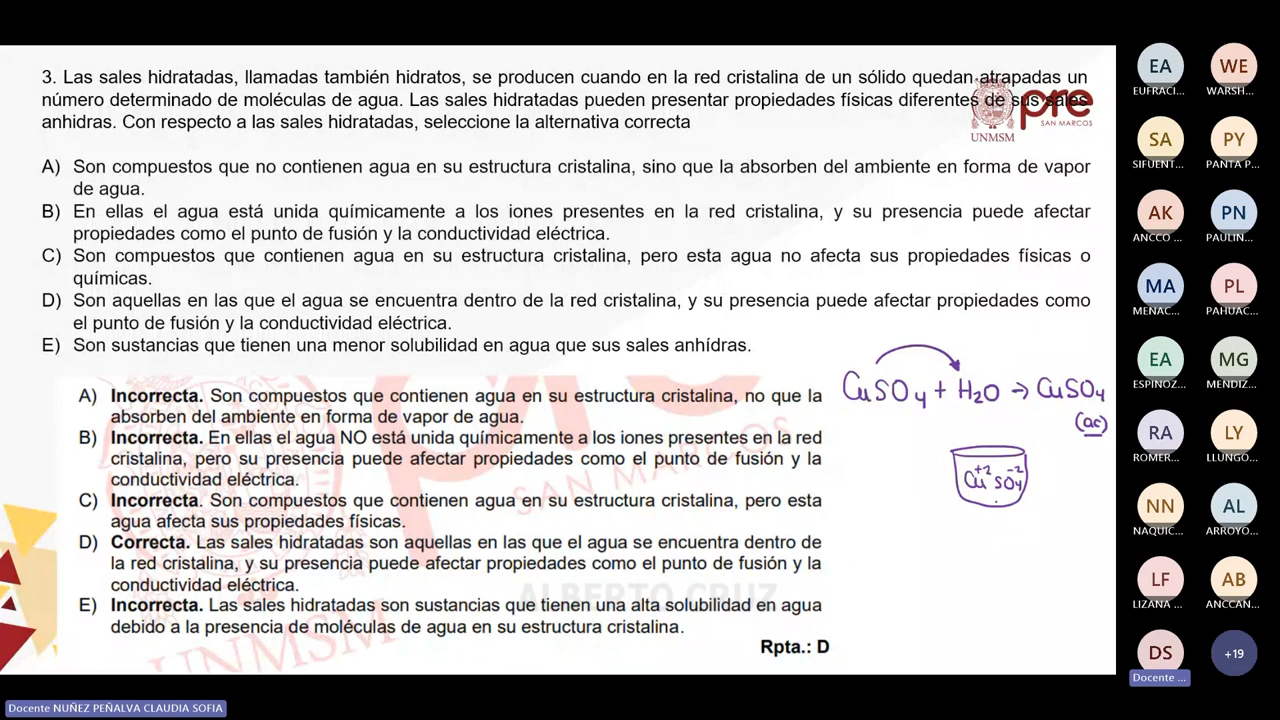 3. Las sales hidratadas, llamadas también hidratos, se producen cuando en la red cristalina de un sólido quedan atrapadas un
número determinado de moléculas de agua. Las sales hidratadas pueden presentar propiedades físicas diferentes de sus sales
anhidras. Con respecto a las sales hidratadas, seleccione la alternativa correcta
UNMSM
pre
SAN MARCOS
A) Son compuestos que no contienen agua en su estructura cristalina, sino que la absorben del ambiente en forma de vapor
de agua.
B) En ellas el agua está unida químicamente a los iones presentes en la red cristalina, y su presencia puede afectar
propiedades como el punto de fusión y la conductividad eléctrica.
C) Son compuestos que contienen agua en su estructura cristalina, pero esta agua no afecta sus propiedades físicas o
químicas.
D) Son aquellas en las que el agua se encuentra dentro de la red cristalina, y su presencia puede afectar propiedades como
el punto de fusión y la conductividad eléctrica.
E) Son sustancias que tienen una menor solubilidad en agua que sus sales anhídras.
A) Incorrecta. Son compuestos que contienen agua en su estructura cristalina, no que la
absorben del ambiente en forma de vapor de agua.
B) Incorrecta. En ellas el agua NO está unida químicamente a los iones presentes en la red
cristalina, pero su presencia puede afectar propiedades como el punto de fusión y la
conductividad eléctrica.
C) Incorrecta. Son compuestos que contienen agua en su estructura cristalina, pero esta
agua afecta sus propiedades físicas.
D) Correcta. Las sales hidratadas son aquellas en las que el agua se encuentra dentro de
la red cristalina, y su presencia puede afectar propiedades como el punto de fusión y la
conductividad eléctrica.
E) Incorrecta. Las sales hidratadas son sustancias que tienen una alta solubilidad en agua
debido a la presencia de moléculas de agua en su estructura cristalina.
Rpta.: D
SAN MARCOS
ALBERTO CRUZ
UNMSM
CuSO4 + H2O → CuSO4
(ac)
Cu+2 SO4-2
EA
EUFRACI...
WE
WARSH...
SA
SIFUENT...
PY
PANTA P...
AK
ANCCO ...
PN
PAULIN...
MA
MENAC...
PL
PAHUAC...
EA
ESPINOZ...
MG
MENDIZ...
RA
ROMER...
LY
LLUNGO...
NN
NAQUIC...
AL
ARROYO...
LF
LIZANA ...
AB
ANCCAN...
DS
Docente ...
+19
Docente NUÑEZ PEÑALVA CLAUDIA SOFIA